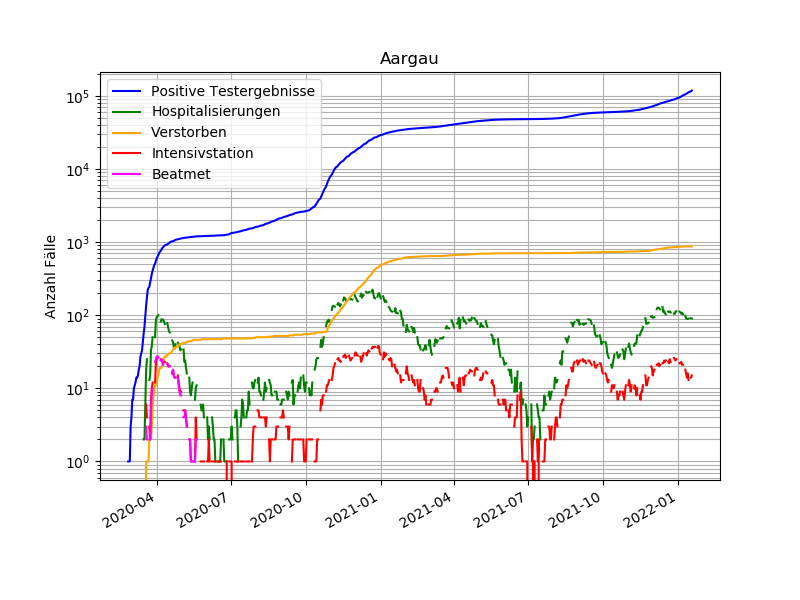 Aargau
Positive Testergebnisse
Hospitalisierungen
Verstorben
Intensivstation
Beatmet
Anzahl Fälle
10^5
10^4
10^3
10^2
10^1
10^0
2020-04
2020-07
2020-10
2021-01
2021-04
2021-07
2021-10
2022-01